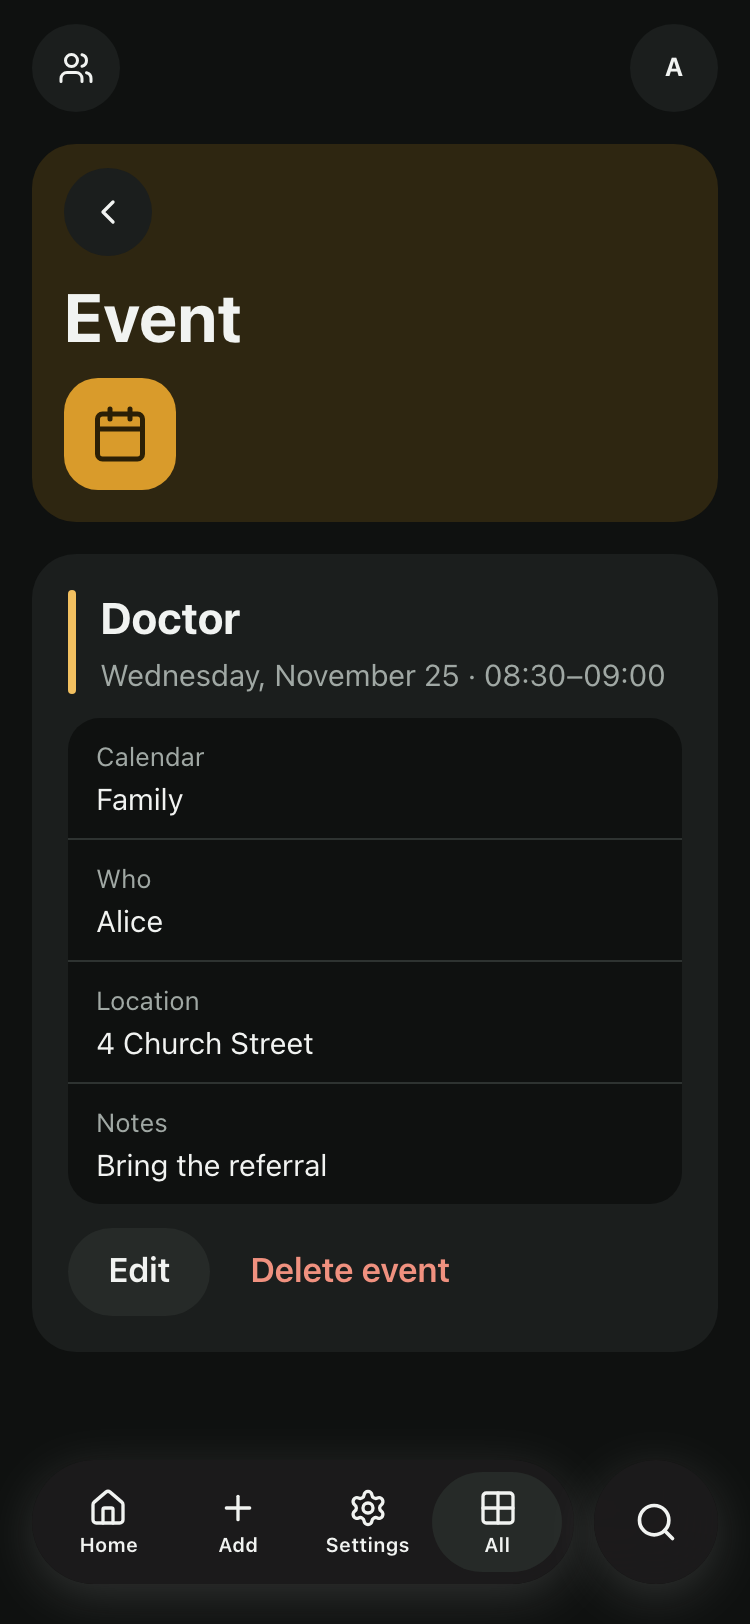 A
Event
Doctor
Wednesday, November 25 · 08:30–09:00
Calendar
Family
Who
Alice
Location
4 Church Street
Notes
Bring the referral
Edit
Delete event
Home
Add
Settings
All